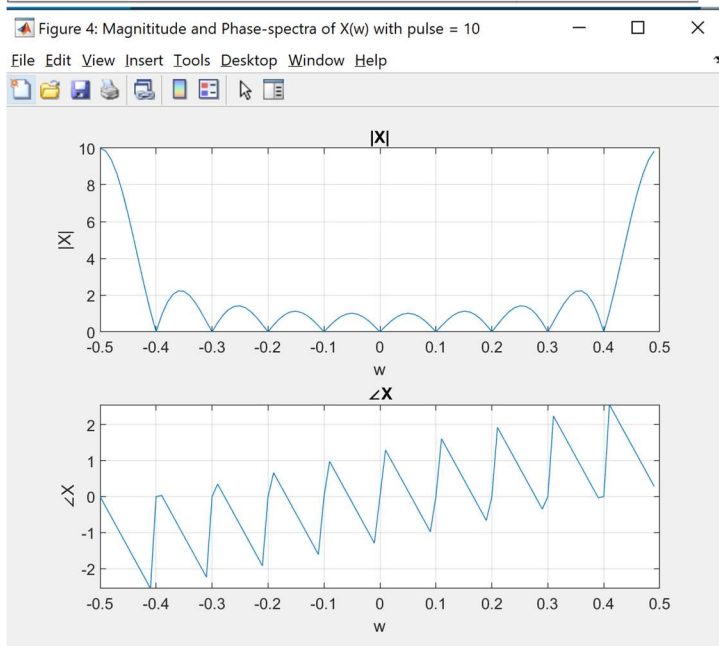 Figure 4: Magnititude and Phase-spectra of X(w) with pulse = 10
File Edit View Insert Tools Desktop Window Help
|X|
10
8
6
4
2
0
|X|
-0.5 -0.4 -0.3 -0.2 -0.1 0 0.1 0.2 0.3 0.4 0.5
w
∠X
2
1
0
-1
-2
∠X
-0.5 -0.4 -0.3 -0.2 -0.1 0 0.1 0.2 0.3 0.4 0.5
w